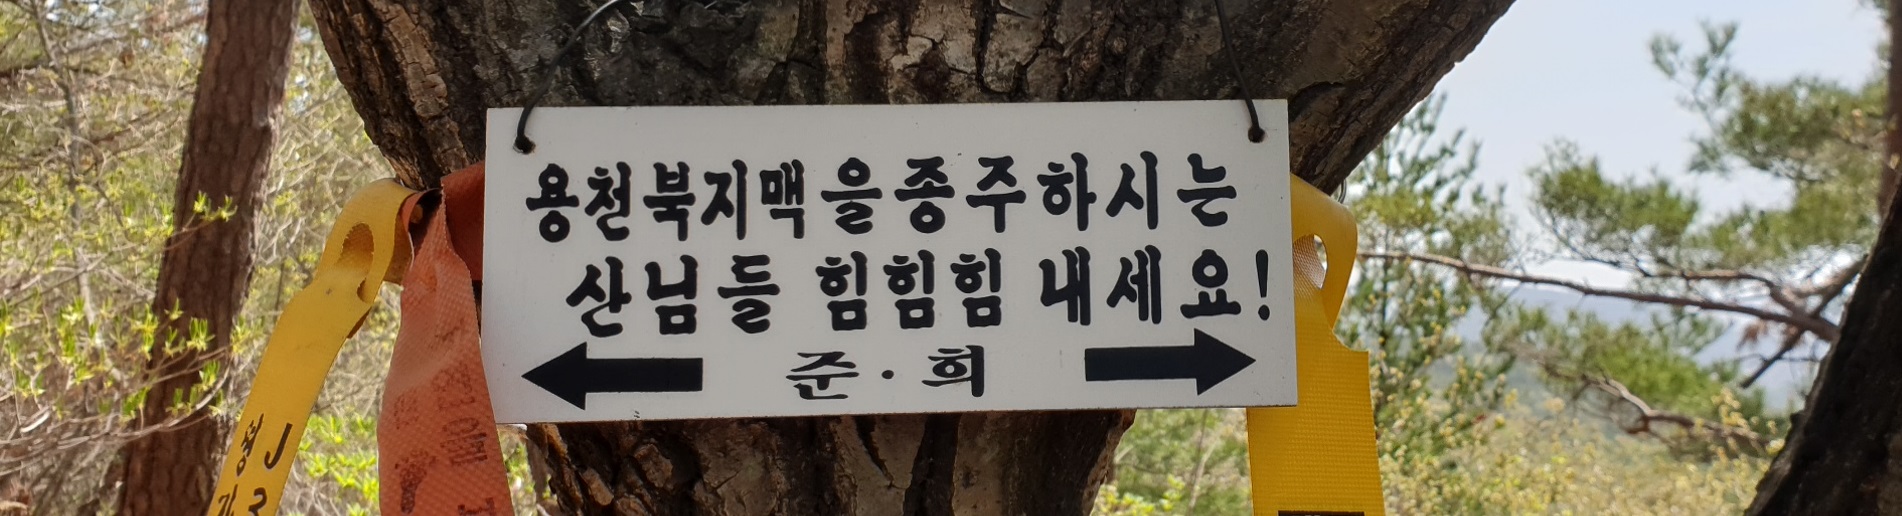 용천북지맥을종주하시는
산님들 힘힘힘 내세요!
준·희